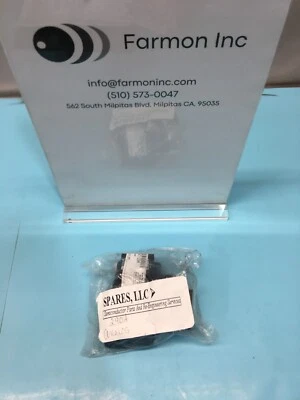 Farmon Inc
info@farmoninc.com
(510) 573-0047
562 South Milpitas Blvd, Milpitas CA, 95035
SPARES, LLC
Semiconductor Parts And Re-Engineering Services